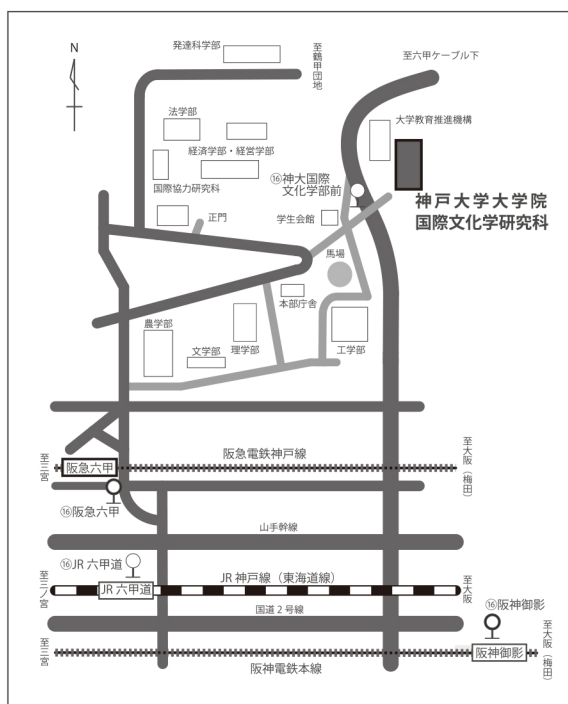 N
発達科学部
至鶴甲団地
至六甲ケーブル下
法学部
大学教育推進機構
経済学部・経営学部
国際協力研究科
⑯神大国際
文化学部前
神戸大学大学院
国際文化学研究科
正門
学生会館
馬場
本部庁舎
農学部
文学部
理学部
工学部
至三宮
阪急六甲
阪急電鉄神戸線
至大阪(梅田)
⑯阪急六甲
山手幹線
⑯JR 六甲道
至三ノ宮
JR 六甲道
JR 神戸線(東海道線)
至大阪
国道2号線
⑯阪神御影
至三宮
阪神電鉄本線
阪神御影
至大阪(梅田)